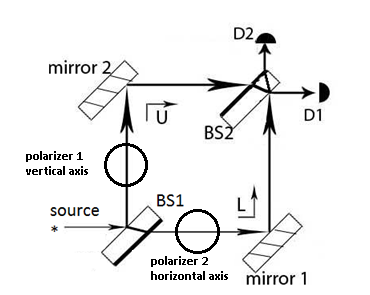 D2
mirror 2
D1
U
BS2
polarizer 1
vertical axis
BS1
source
*
L
polarizer 2
horizontal axis
mirror 1